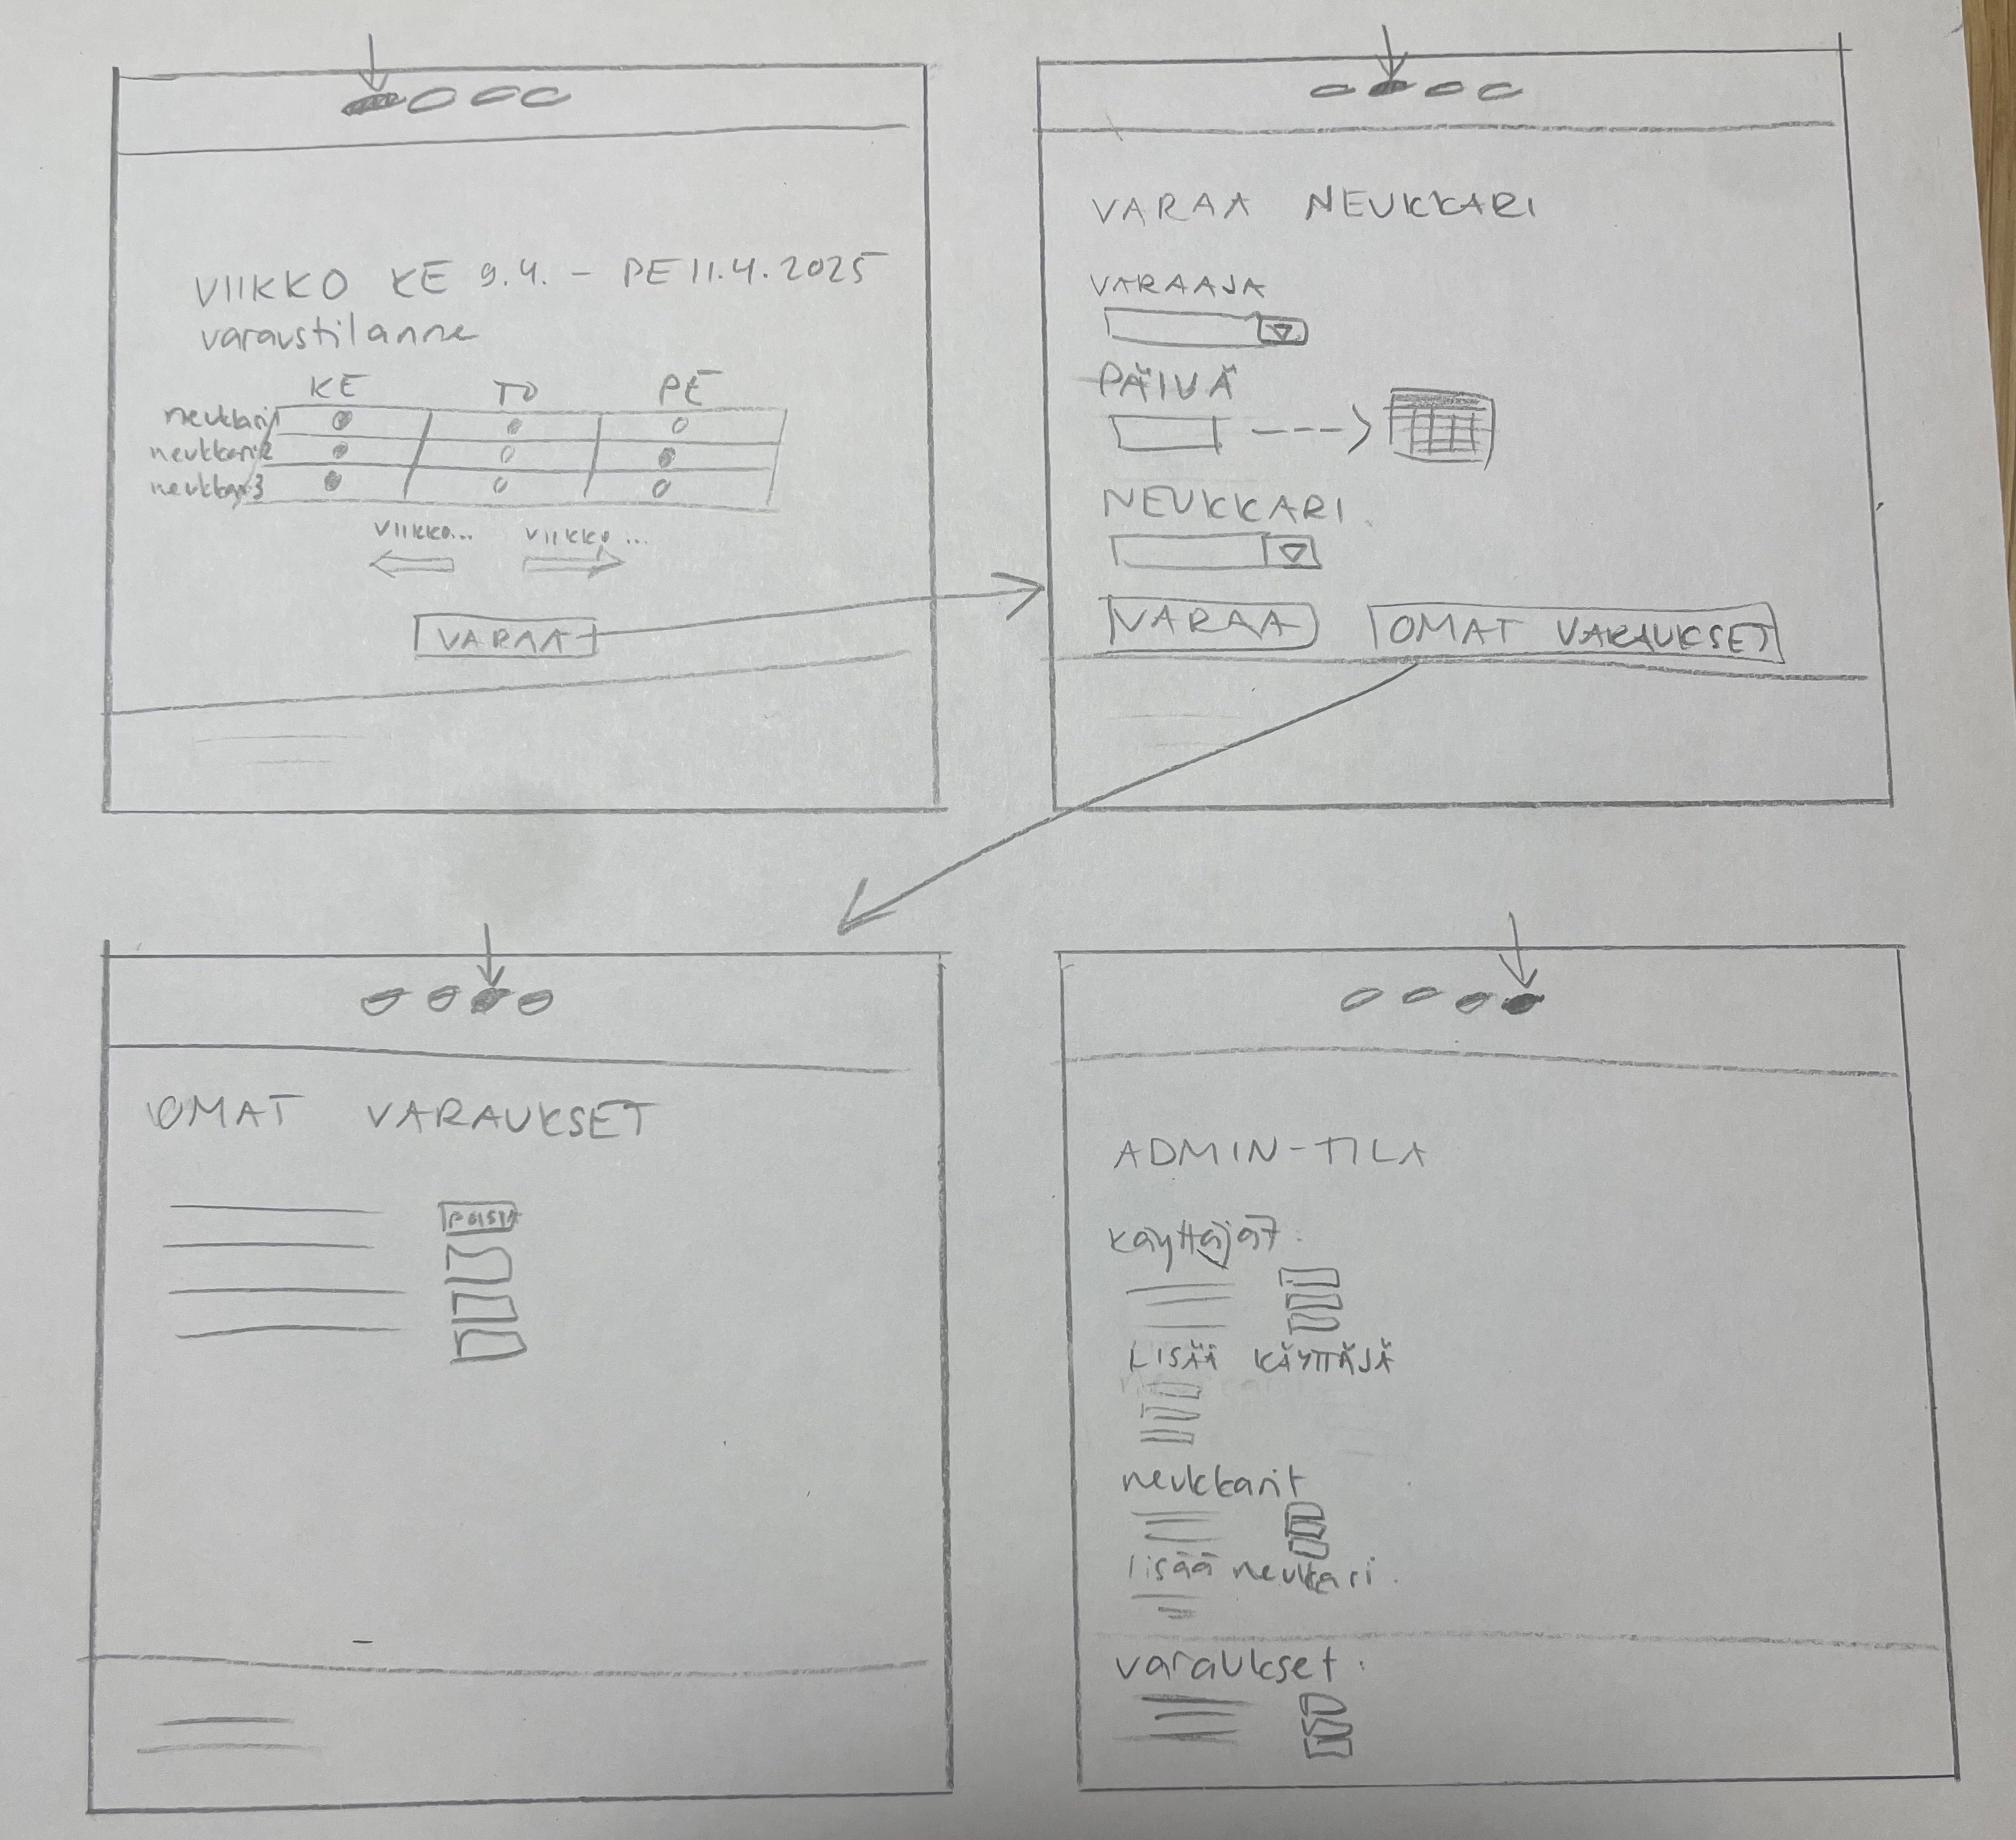 VIIKKO KE 9.4. – PE 11.4.2025
varaustilanne
KE TO PE
neukkari1
neukkari2
neukkari3
VIIKKO... VIIKKO...
VARAA
VARAA NEUKKARI
VARAAJA
PÄIVÄ
NEUKKARI
VARAA OMAT VARAUKSET
OMAT VARAUKSET
POISTA
ADMIN-TILA
käyttäjät.
LISÄÄ KÄYTTÄJÄ
neukkarit
lisää neukkari.
varaukset.